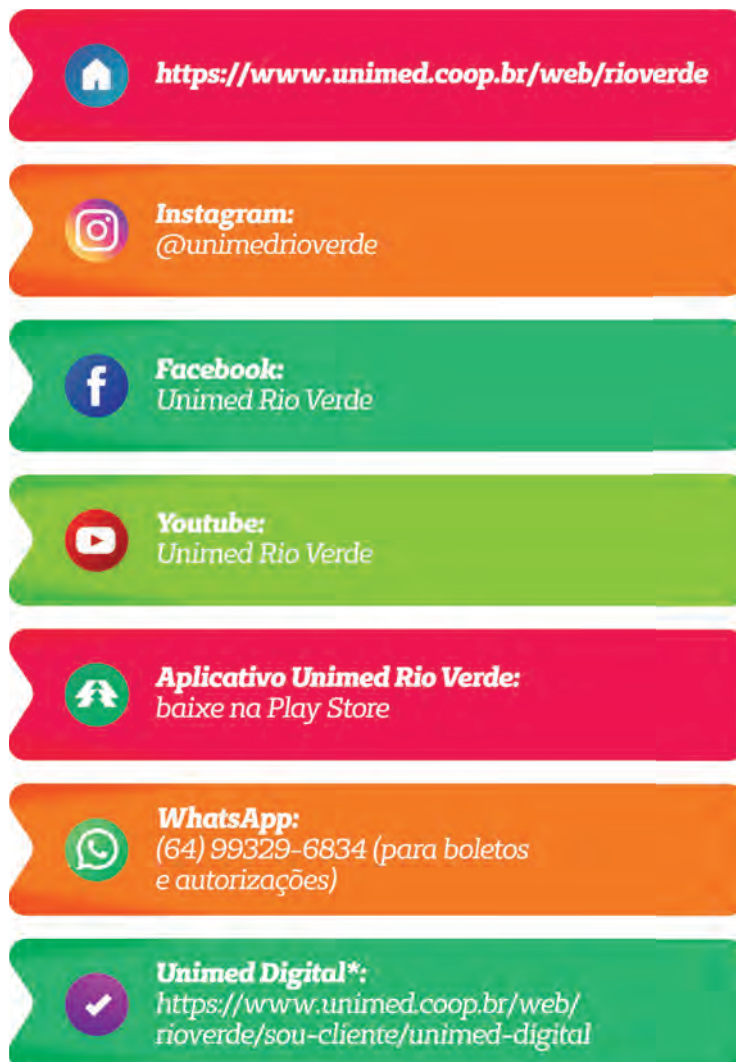 https://www.unimed.coop.br/web/rioverde
Instagram:
@unimedrioverde
Facebook:
Unimed Rio Verde
Youtube:
Unimed Rio Verde
Aplicativo Unimed Rio Verde:
baixe na Play Store
WhatsApp:
(64) 99329-6834 (para boletos
e autorizações)
Unimed Digital*:
https://www.unimed.coop.br/web/
rioverde/sou-cliente/unimed-digital